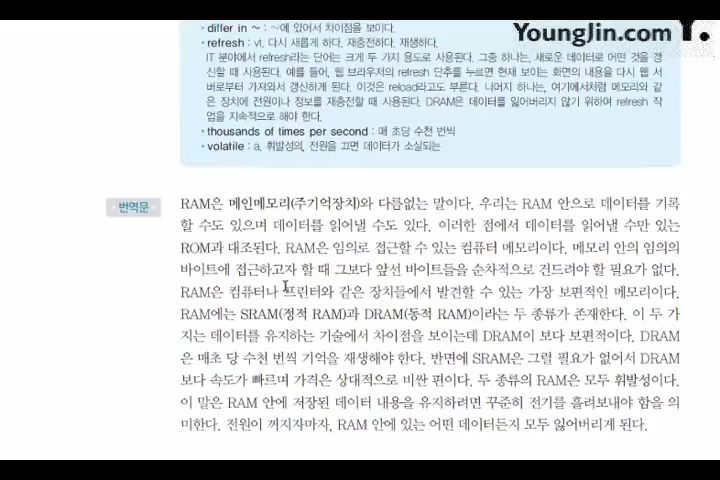 YoungJin.com Y.
• differ in ~ : ~에 있어서 차이점을 보이다.
• refresh : vt. 다시 새롭게 하다, 재충전하다, 재생하다.
IT 분야에서 refresh라는 단어는 크게 두 가지 용도로 사용된다. 그중 하나는, 새로운 데이터로 어떤 것을 갱
신할 때 사용된다. 예를 들어, 웹 브라우저의 refresh 단추를 누르면 현재 보이는 화면의 내용을 다시 웹 서
버로부터 가져와서 갱신하게 된다. 이것은 reload라고도 부른다. 나머지 하나는, 여기에서처럼 메모리와 같
은 장치에 전원이나 정보를 재충전할 때 사용된다. DRAM은 데이터를 잃어버리지 않기 위하여 refresh 작
업을 지속적으로 해야 한다.
• thousands of times per second : 매 초당 수천 번씩
• volatile : a. 휘발성의, 전원을 끄면 데이터가 소실되는
번역문
RAM은 메인메모리(주기억장치)와 다름없는 말이다. 우리는 RAM 안으로 데이터를 기록
할 수도 있으며 데이터를 읽어낼 수도 있다. 이러한 점에서 데이터를 읽어낼 수만 있는
ROM과 대조된다. RAM은 임의로 접근할 수 있는 컴퓨터 메모리이다. 메모리 안의 임의의
바이트에 접근하고자 할 때 그보다 앞선 바이트들을 순차적으로 건드려야 할 필요가 없다.
RAM은 컴퓨터나 프린터와 같은 장치들에서 발견할 수 있는 가장 보편적인 메모리이다.
RAM에는 SRAM(정적 RAM)과 DRAM(동적 RAM)이라는 두 종류가 존재한다. 이 두 가
지는 데이터를 유지하는 기술에서 차이점을 보이는데 DRAM이 보다 보편적이다. DRAM
은 매초 당 수천 번씩 기억을 재생해야 한다. 반면에 SRAM은 그럴 필요가 없어서 DRAM
보다 속도가 빠르며 가격은 상대적으로 비싼 편이다. 두 종류의 RAM은 모두 휘발성이다.
이 말은 RAM 안에 저장된 데이터 내용을 유지하려면 꾸준히 전기를 흘려보내야 함을 의
미한다. 전원이 꺼지자마자, RAM 안에 있는 어떤 데이터든지 모두 잃어버리게 된다.